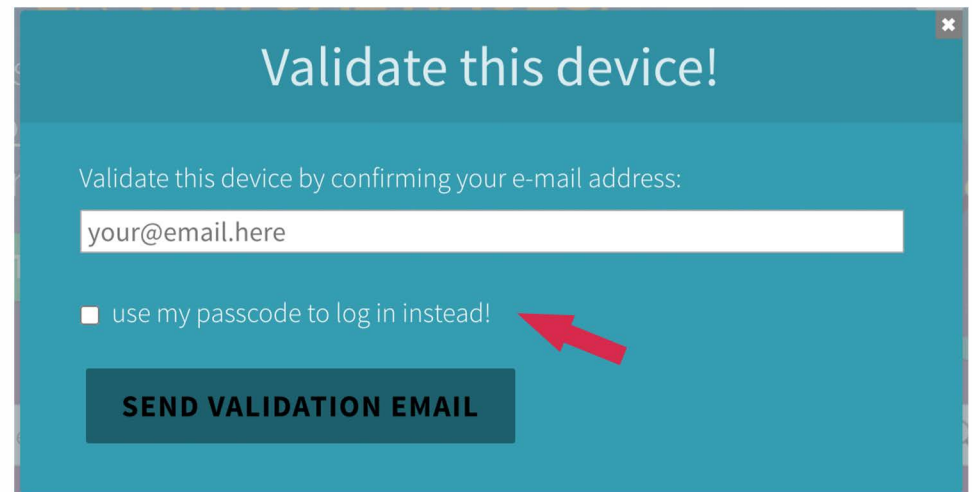 Validate this device!
Validate this device by confirming your e-mail address:
your@email.here
use my passcode to log in instead!
SEND VALIDATION EMAIL